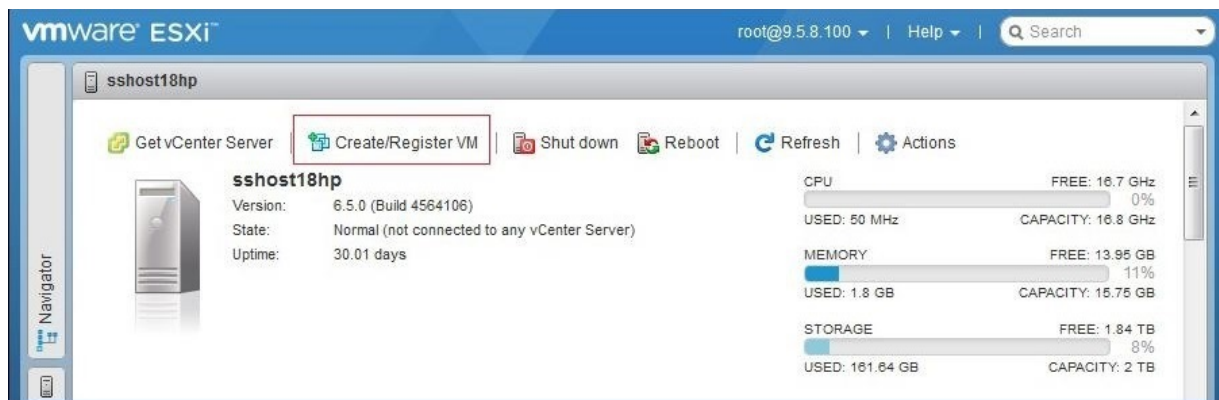 vmware ESXi™
root@9.5.8.100 | Help | Search
sshost18hp
Get vCenter Server | Create/Register VM | Shut down Reboot | Refresh | Actions
sshost18hp
Version: 6.5.0 (Build 4564106)
State: Normal (not connected to any vCenter Server)
Uptime: 30.01 days
CPU FREE: 16.7 GHz
0%
USED: 50 MHz CAPACITY: 16.8 GHz
MEMORY FREE: 13.95 GB
11%
USED: 1.8 GB CAPACITY: 15.75 GB
STORAGE FREE: 1.84 TB
8%
USED: 161.64 GB CAPACITY: 2 TB
Navigator